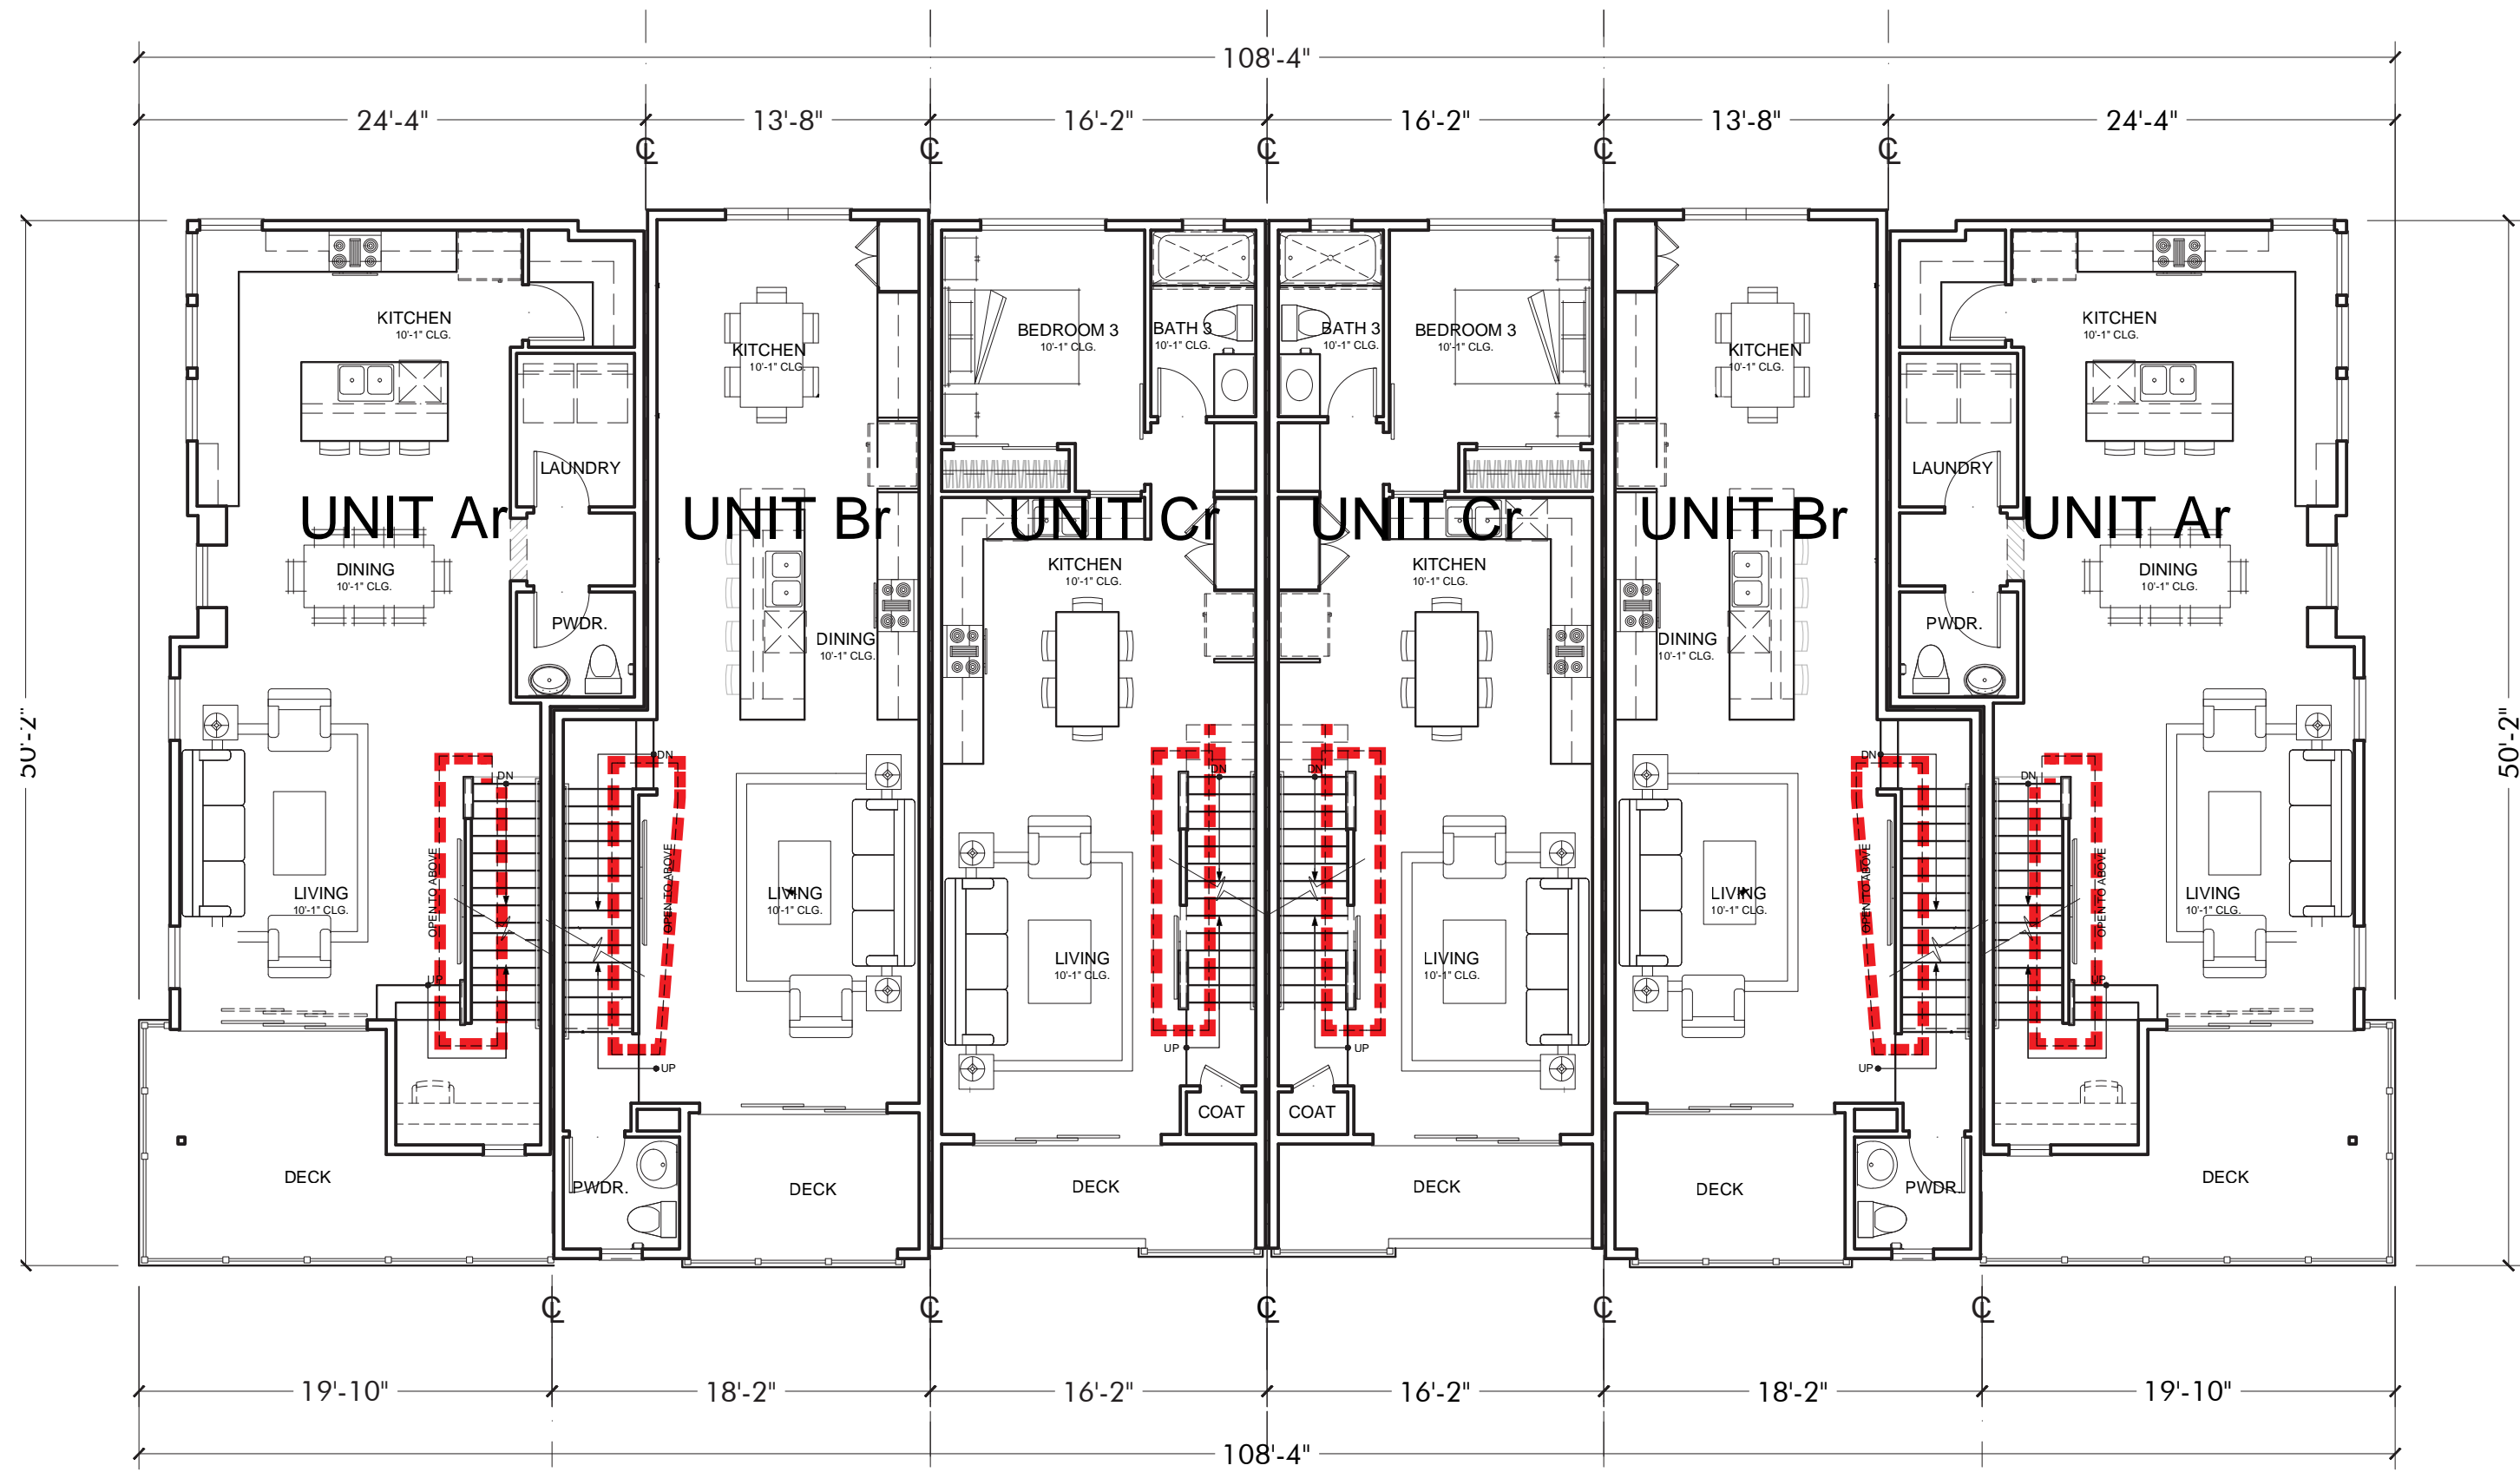 108'-4"
24'-4" 13'-8" 16'-2" 16'-2" 13'-8" 24'-4"
℄ ℄ ℄ ℄ ℄
KITCHEN
10'-1" CLG.
KITCHEN
10'-1" CLG.
BEDROOM 3
10'-1" CLG.
BATH 3
10'-1" CLG.
BATH 3
10'-1" CLG.
BEDROOM 3
10'-1" CLG.
KITCHEN
10'-1" CLG.
KITCHEN
10'-1" CLG.
LAUNDRY
LAUNDRY
UNIT Ar UNIT Br UNIT Cr UNIT Cr UNIT Br UNIT Ar
DINING
10'-1" CLG.
KITCHEN
10'-1" CLG.
KITCHEN
10'-1" CLG.
DINING
10'-1" CLG.
PWDR.
DINING
10'-1" CLG.
DINING
10'-1" CLG.
PWDR.
50'-2"
50'-2"
DN
DN
DN
DN
DN
DN
OPEN TO ABOVE
OPEN TO ABOVE
OPEN TO ABOVE
OPEN TO ABOVE
LIVING
10'-1" CLG.
LIVING
10'-1" CLG.
LIVING
10'-1" CLG.
LIVING
10'-1" CLG.
LIVING
10'-1" CLG.
LIVING
10'-1" CLG.
UP
UP
UP
UP
UP
UP
COAT COAT
DECK
PWDR.
DECK
DECK
DECK
DECK
PWDR.
DECK
℄ ℄ ℄ ℄ ℄
19'-10" 18'-2" 16'-2" 16'-2" 18'-2" 19'-10"
108'-4"